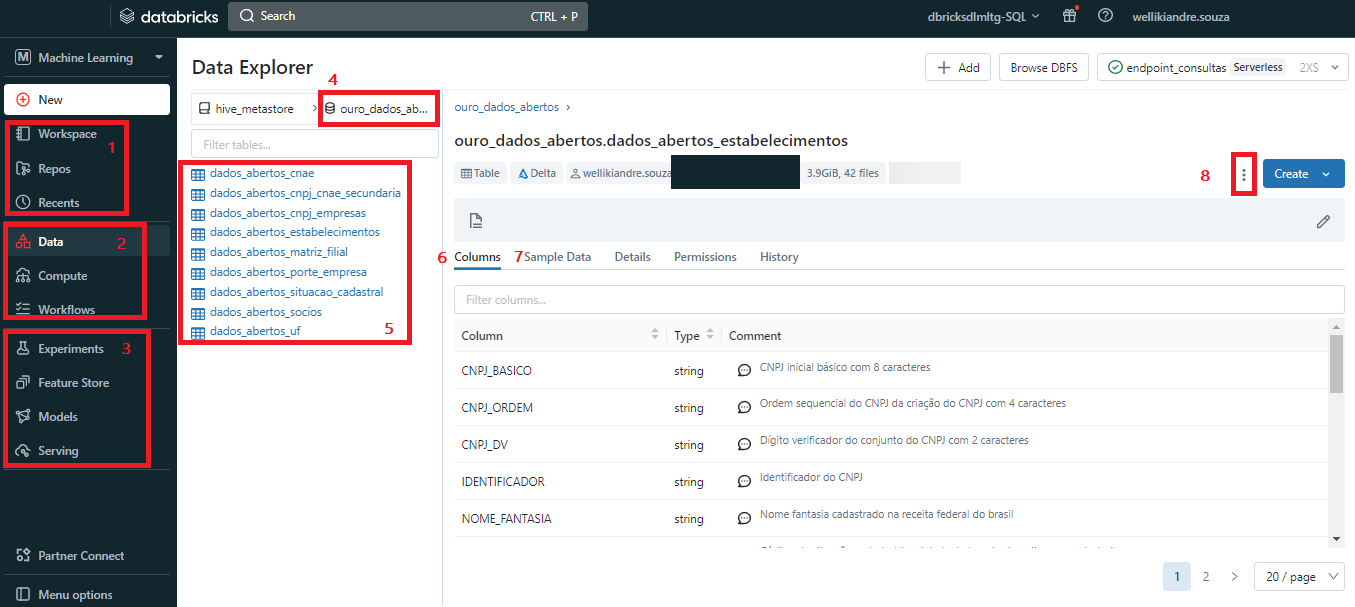 databricks
Search CTRL + P
dbricksdlmltg-SQL
wellikiandre.souza
M Machine Learning
New
Workspace
1
Repos
Recents
Data
2
Compute
Workflows
Experiments
3
Feature Store
Models
Serving
Partner Connect
Menu options
Data Explorer
4
Add
Browse DBFS
endpoint_consultas Serverless 2XS
hive_metastore
ouro_dados_ab...
Filter tables...
dados_abertos_cnae
dados_abertos_cnpj_cnae_secundaria
dados_abertos_cnpj_empresas
dados_abertos_estabelecimentos
dados_abertos_matriz_filial
dados_abertos_porte_empresa
dados_abertos_situacao_cadastral
dados_abertos_socios
dados_abertos_uf
5
ouro_dados_abertos
ouro_dados_abertos.dados_abertos_estabelecimentos
Table
Delta
wellikiandre.souza
3.9GiB, 42 files
8
Create
6 Columns
7 Sample Data
Details
Permissions
History
Filter columns...
Column Type Comment
CNPJ_BASICO string CNPJ inicial básico com 8 caracteres
CNPJ_ORDEM string Ordem sequencial do CNPJ da criação do CNPJ com 4 caracteres
CNPJ_DV string Dígito verificador do conjunto do CNPJ com 2 caracteres
IDENTIFICADOR string Identificador do CNPJ
NOME_FANTASIA string Nome fantasia cadastrado na receita federal do brasil
1 2 20 / page